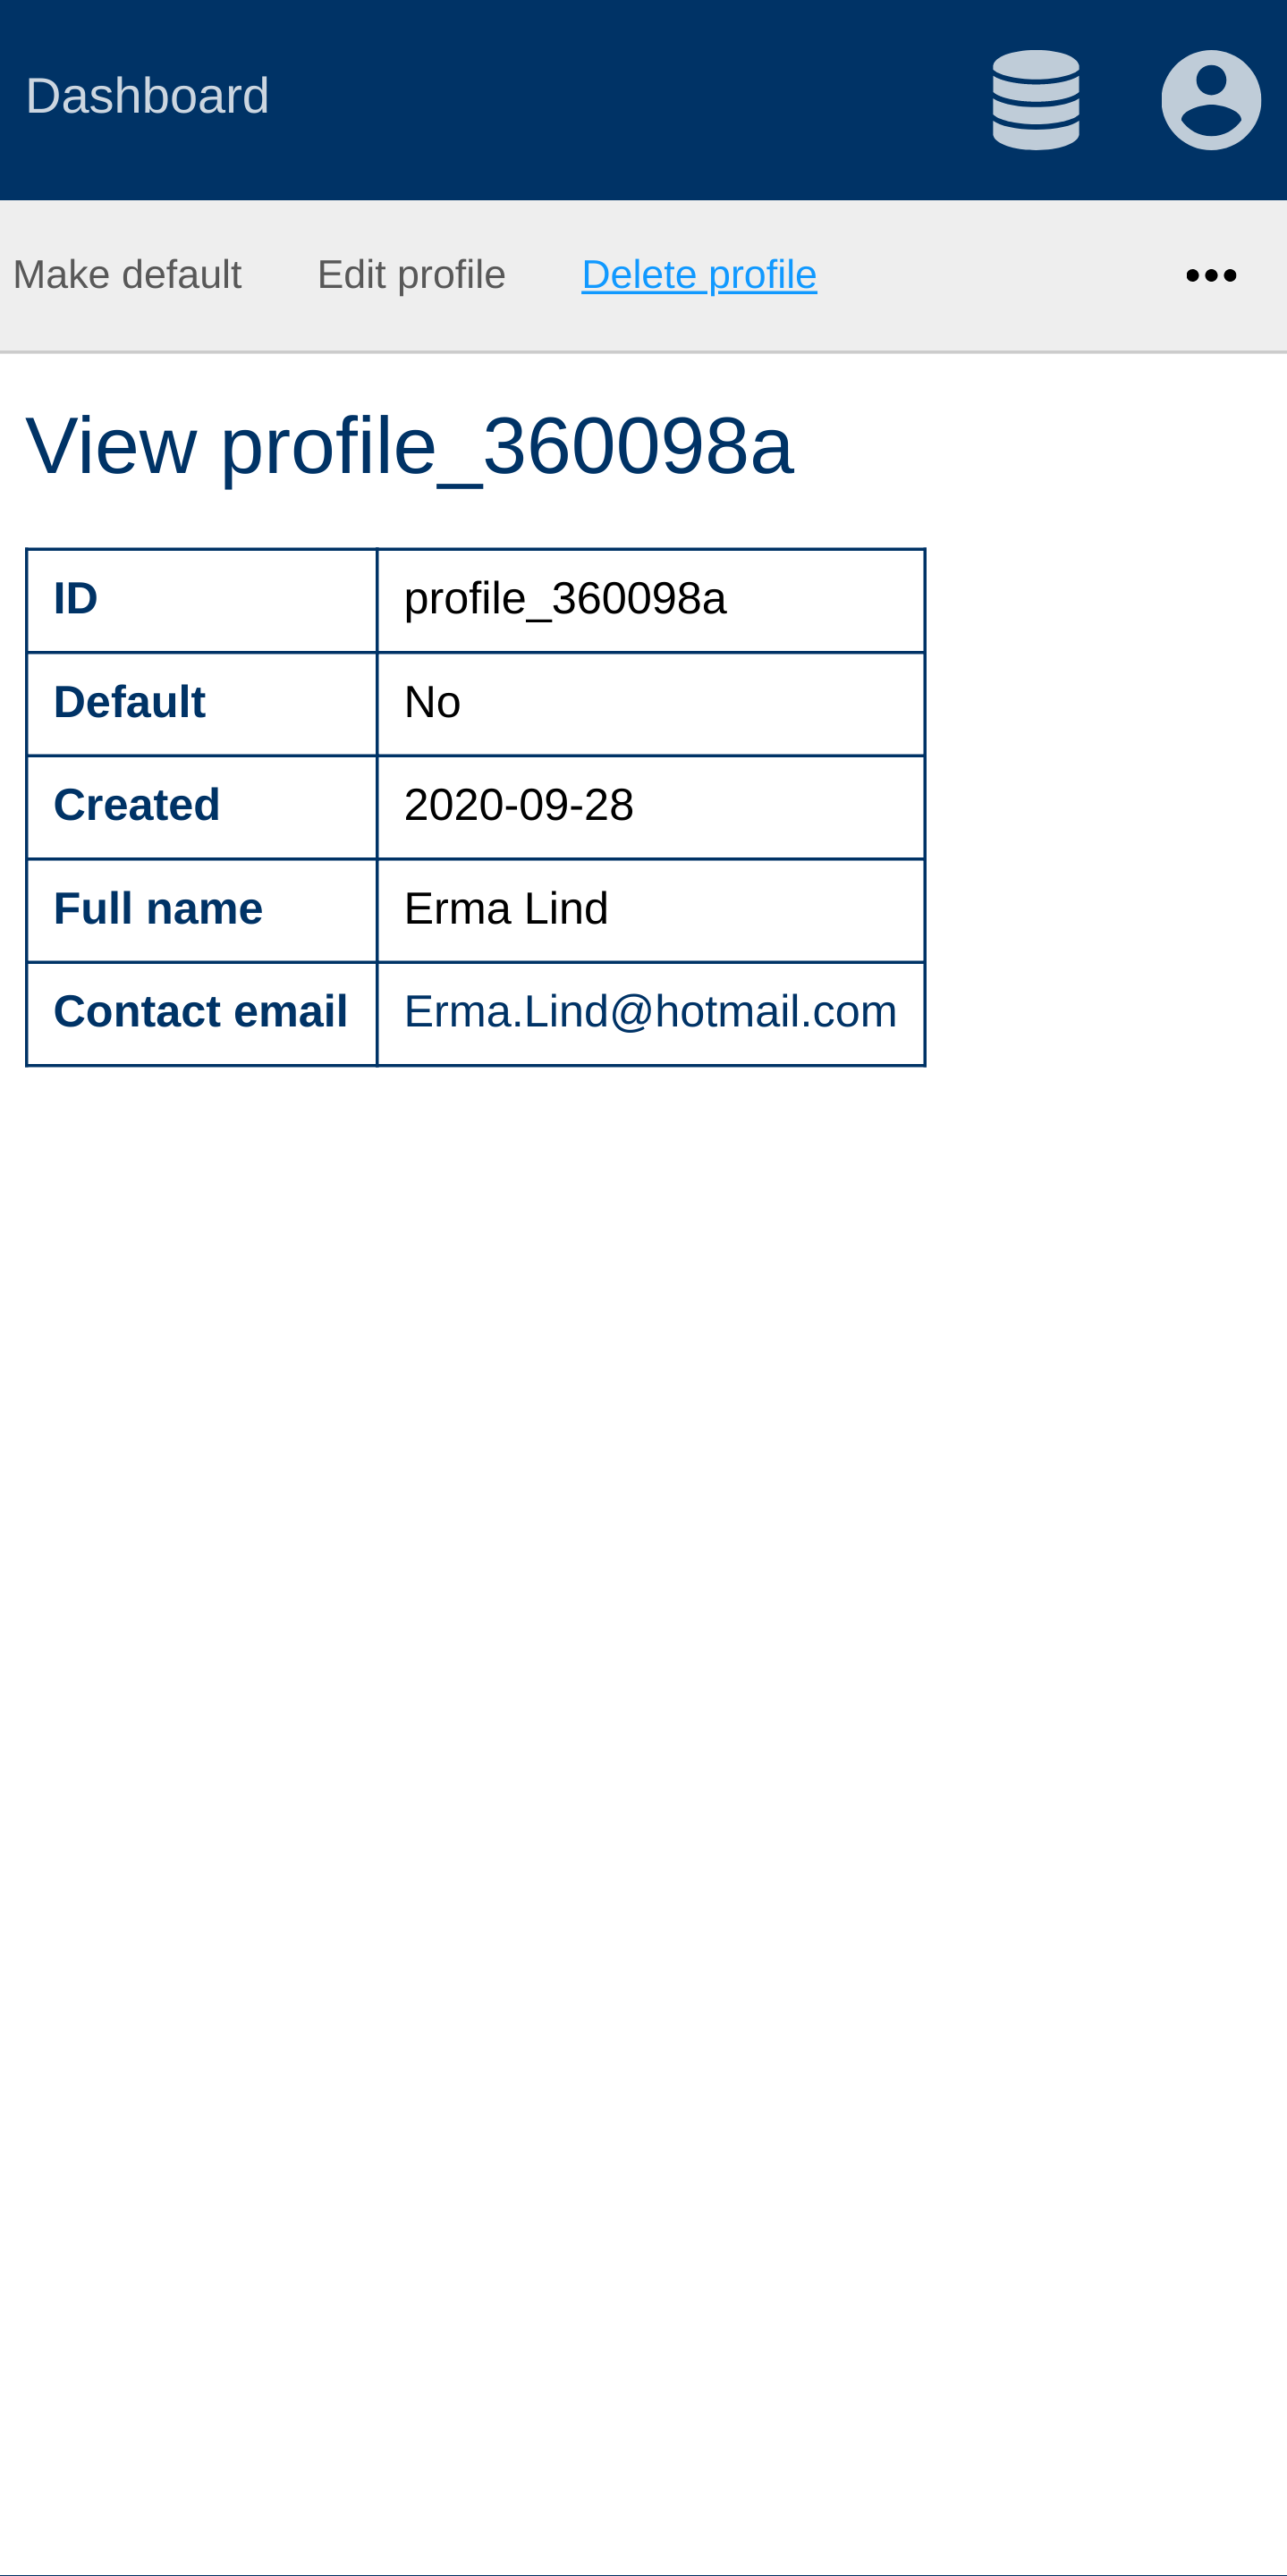 Dashboard
Make default Edit profile Delete profile
View profile_360098a
ID profile_360098a
Default No
Created 2020-09-28
Full name Erma Lind
Contact email Erma.Lind@hotmail.com